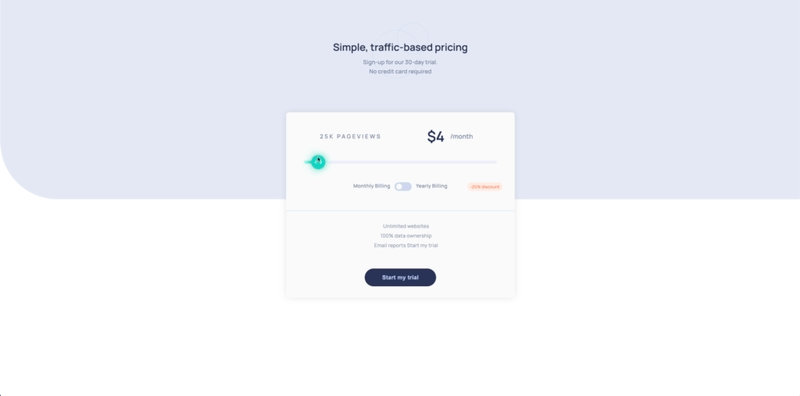 Simple, traffic-based pricing
Sign-up for our 30-day trial.
No credit card required
25K PAGEVIEWS
$4 /month
Monthly Billing
Yearly Billing
-25% discount
Unlimited websites
100% data ownership
Email reports Start my trial
Start my trial